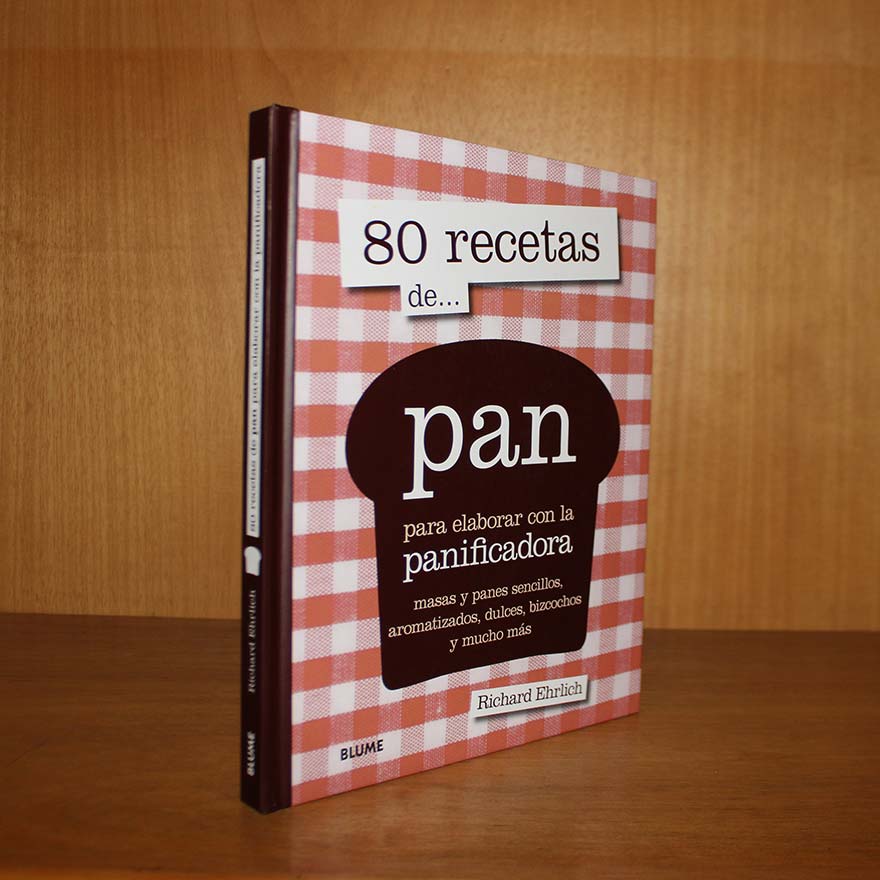 80 recetas
de...
pan
para elaborar con la
panificadora
masas y panes sencillos,
aromatizados, dulces, bizcochos
y mucho más
Richard Ehrlich
BLUME
80 recetas de pan para elaborar con la panificadora
Richard Ehrlich
BLUME